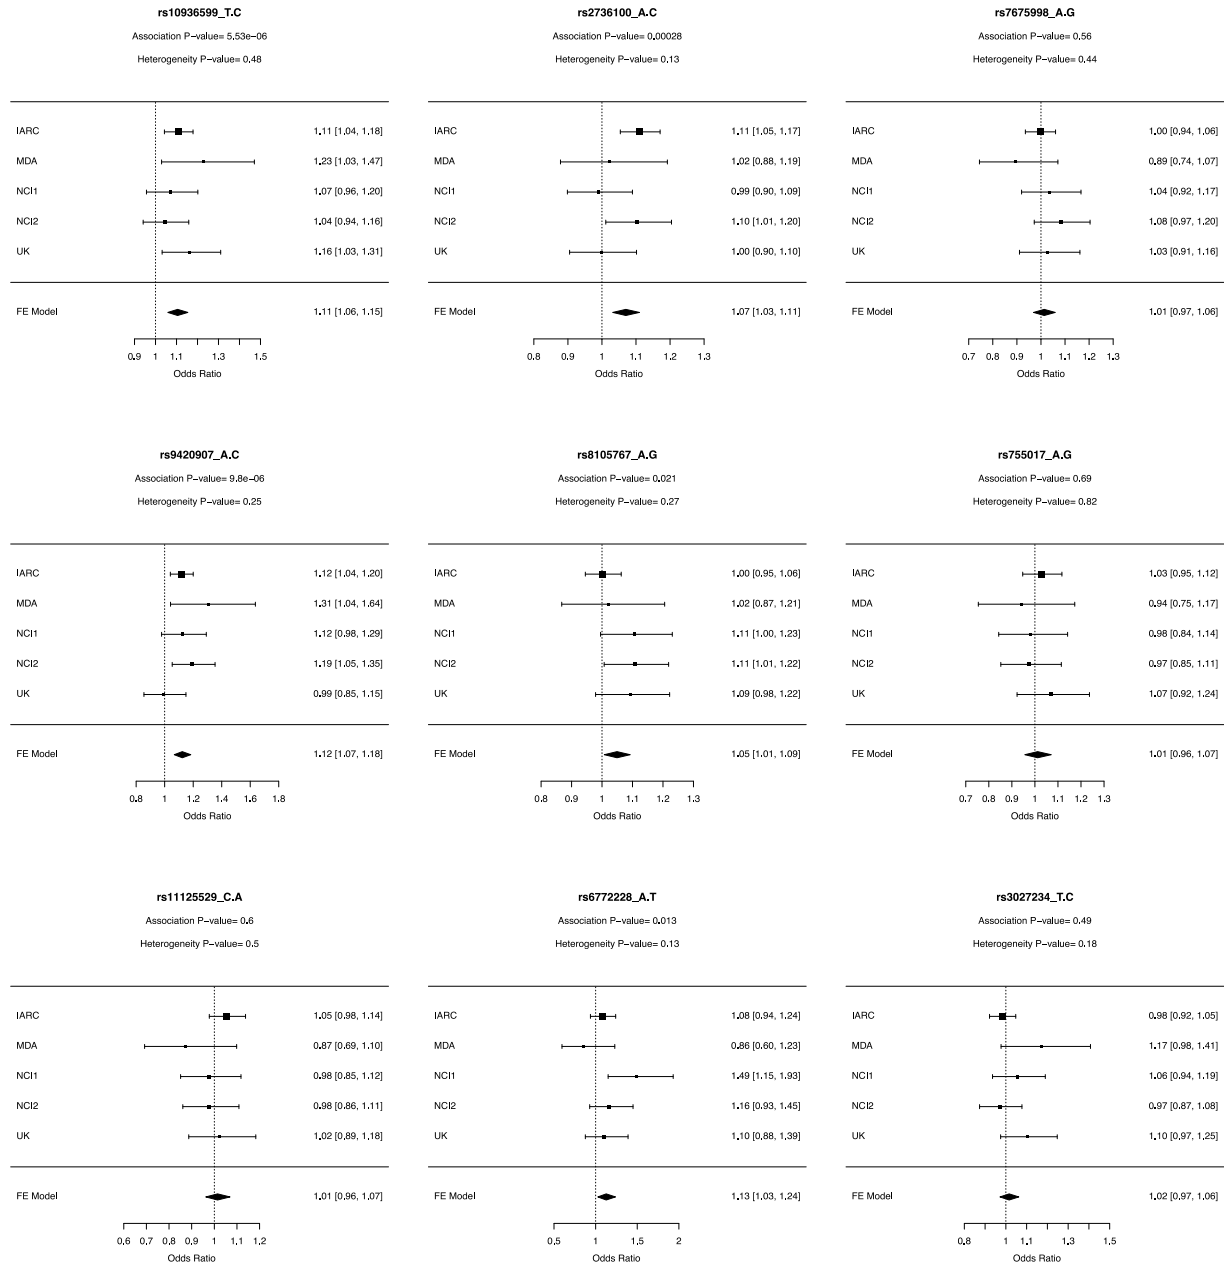 rs10936599_T.C
Association P−value= 5.53e−06
Heterogeneity P−value= 0.48
IARC 1.11 [1.04, 1.18]
MDA 1.23 [1.03, 1.47]
NCI1 1.07 [0.96, 1.20]
NCI2 1.04 [0.94, 1.16]
UK 1.16 [1.03, 1.31]
FE Model 1.11 [1.06, 1.15]
0.9 1 1.1 1.3 1.5
Odds Ratio
rs2736100_A.C
Association P−value= 0.00028
Heterogeneity P−value= 0.13
IARC 1.11 [1.05, 1.17]
MDA 1.02 [0.88, 1.19]
NCI1 0.99 [0.90, 1.09]
NCI2 1.10 [1.01, 1.20]
UK 1.00 [0.90, 1.10]
FE Model 1.07 [1.03, 1.11]
0.8 0.9 1 1.1 1.2 1.3
Odds Ratio
rs7675998_A.G
Association P−value= 0.56
Heterogeneity P−value= 0.44
IARC 1.00 [0.94, 1.06]
MDA 0.89 [0.74, 1.07]
NCI1 1.04 [0.92, 1.17]
NCI2 1.08 [0.97, 1.20]
UK 1.03 [0.91, 1.16]
FE Model 1.01 [0.97, 1.06]
0.7 0.8 0.9 1 1.1 1.2 1.3
Odds Ratio
rs9420907_A.C
Association P−value= 9.8e−06
Heterogeneity P−value= 0.25
IARC 1.12 [1.04, 1.20]
MDA 1.31 [1.04, 1.64]
NCI1 1.12 [0.98, 1.29]
NCI2 1.19 [1.05, 1.35]
UK 0.99 [0.85, 1.15]
FE Model 1.12 [1.07, 1.18]
0.8 1 1.2 1.4 1.6 1.8
Odds Ratio
rs8105767_A.G
Association P−value= 0.021
Heterogeneity P−value= 0.27
IARC 1.00 [0.95, 1.06]
MDA 1.02 [0.87, 1.21]
NCI1 1.11 [1.00, 1.23]
NCI2 1.11 [1.01, 1.22]
UK 1.09 [0.98, 1.22]
FE Model 1.05 [1.01, 1.09]
0.8 0.9 1 1.1 1.2 1.3
Odds Ratio
rs755017_A.G
Association P−value= 0.69
Heterogeneity P−value= 0.82
IARC 1.03 [0.95, 1.12]
MDA 0.94 [0.75, 1.17]
NCI1 0.98 [0.84, 1.14]
NCI2 0.97 [0.85, 1.11]
UK 1.07 [0.92, 1.24]
FE Model 1.01 [0.96, 1.07]
0.7 0.8 0.9 1 1.1 1.2 1.3
Odds Ratio
rs11125529_C.A
Association P−value= 0.6
Heterogeneity P−value= 0.5
IARC 1.05 [0.98, 1.14]
MDA 0.87 [0.69, 1.10]
NCI1 0.98 [0.85, 1.12]
NCI2 0.98 [0.86, 1.11]
UK 1.02 [0.89, 1.18]
FE Model 1.01 [0.96, 1.07]
0.6 0.7 0.8 0.9 1 1.1 1.2
Odds Ratio
rs6772228_A.T
Association P−value= 0.013
Heterogeneity P−value= 0.13
IARC 1.08 [0.94, 1.24]
MDA 0.86 [0.60, 1.23]
NCI1 1.49 [1.15, 1.93]
NCI2 1.16 [0.93, 1.45]
UK 1.10 [0.88, 1.39]
FE Model 1.13 [1.03, 1.24]
0.5 1 1.5 2
Odds Ratio
rs3027234_T.C
Association P−value= 0.49
Heterogeneity P−value= 0.18
IARC 0.98 [0.92, 1.05]
MDA 1.17 [0.98, 1.41]
NCI1 1.06 [0.94, 1.19]
NCI2 0.97 [0.87, 1.08]
UK 1.10 [0.97, 1.25]
FE Model 1.02 [0.97, 1.06]
0.8 1 1.1 1.3 1.5
Odds Ratio